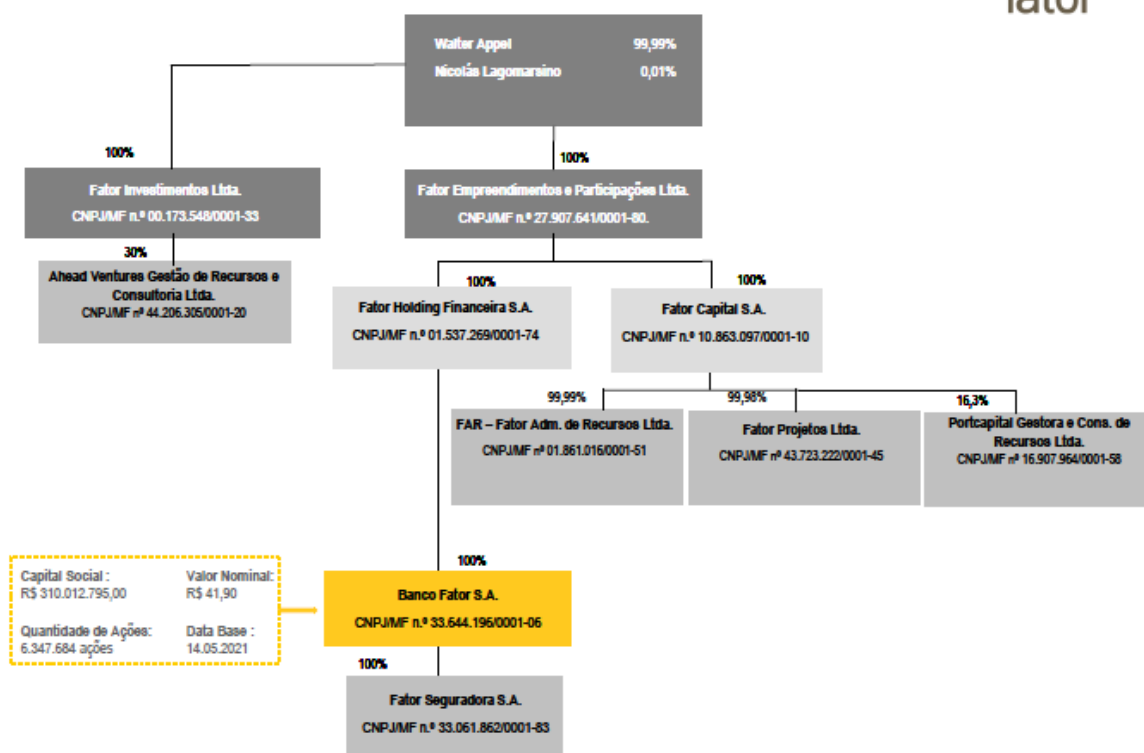 fator
Walter Appel 99,99%
Nicolás Lagomarsino 0,01%
100%
100%
Fator Investimentos Ltda.
CNPJ/MF n.º 00.173.548/0001-33
Fator Empreendimentos e Participações Ltda.
CNPJ/MF n.º 27.907.641/0001-80.
30%
Ahead Ventures Gestão de Recursos e
Consultoria Ltda.
CNPJ/MF nº 44.206.305/0001-20
100%
Fator Holding Financeira S.A.
CNPJ/MF n.º 01.537.269/0001-74
100%
Fator Capital S.A.
CNPJ/MF n.º 10.863.097/0001-10
99,99%
FAR – Fator Adm. de Recursos Ltda.
CNPJ/MF nº 01.861.016/0001-51
99,98%
Fator Projetos Ltda.
CNPJ/MF nº 43.723.222/0001-45
16,3%
Portcapital Gestora e Cons. de
Recursos Ltda.
CNPJ/MF nº 16.907.964/0001-58
Capital Social : Valor Nominal:
R$ 310.012.795,00 R$ 41,90
Quantidade de Ações: Data Base :
6.347.684 ações 14.05.2021
100%
Banco Fator S.A.
CNPJ/MF n.º 33.644.196/0001-06
100%
Fator Seguradora S.A.
CNPJ/MF n.º 33.061.862/0001-83